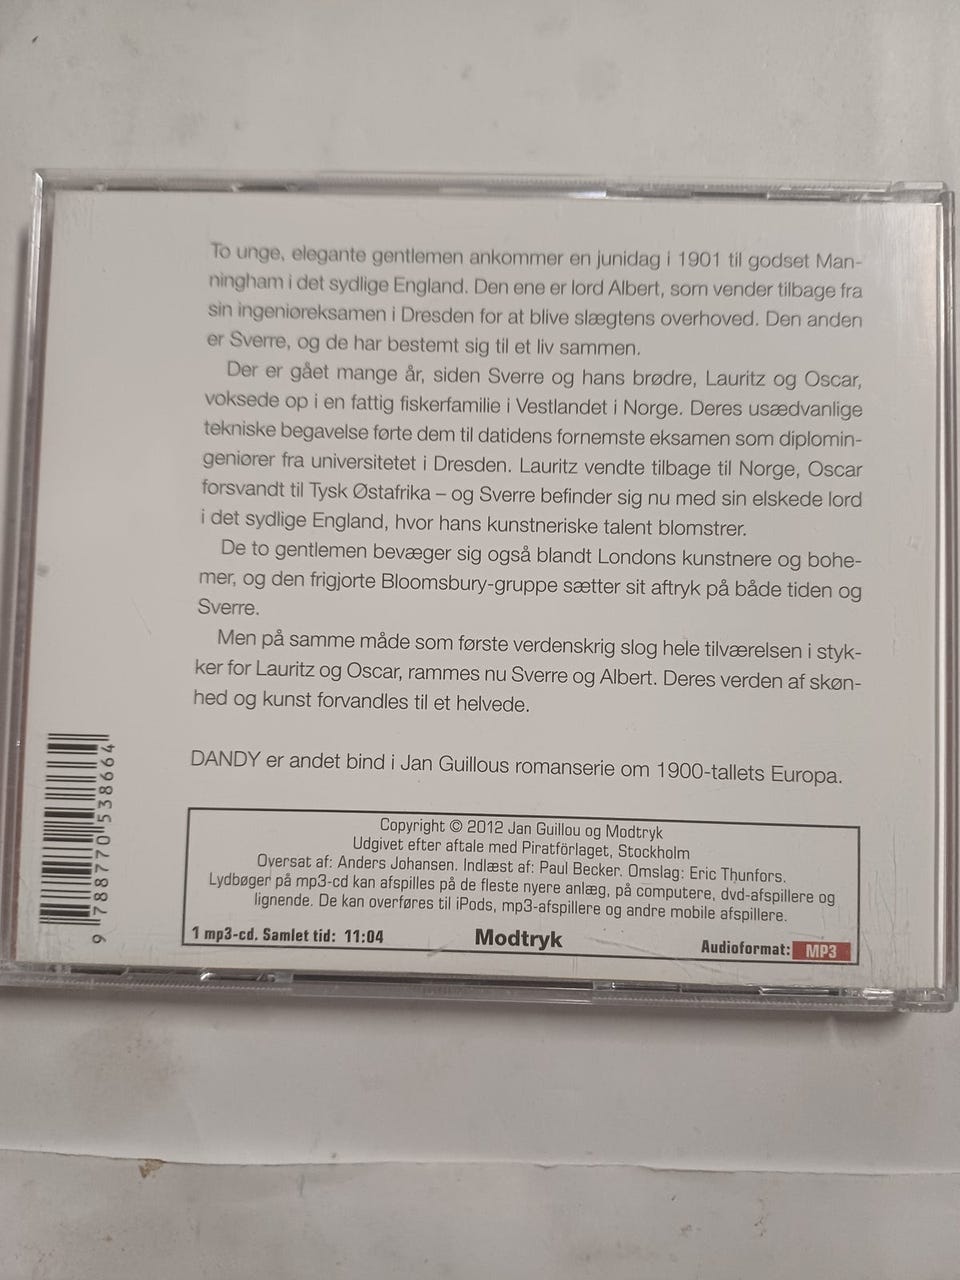 To unge, elegante gentlemen ankommer en junidag i 1901 til godset Man-
ningham i det sydlige England. Den ene er lord Albert, som vender tilbage fra
sin ingeniøreksamen i Dresden for at blive slægtens overhoved. Den anden
er Sverre, og de har bestemt sig til et liv sammen.
Der er gået mange år, siden Sverre og hans brødre, Lauritz og Oscar,
voksede op i en fattig fiskerfamilie i Vestlandet i Norge. Deres usædvanlige
tekniske begavelse førte dem til datidens fornemste eksamen som diplomin-
geniører fra universitetet i Dresden. Lauritz vendte tilbage til Norge, Oscar
forsvandt til Tysk Østafrika – og Sverre befinder sig nu med sin elskede lord
i det sydlige England, hvor hans kunstneriske talent blomstrer.
De to gentlemen bevæger sig også blandt Londons kunstnere og bohe-
mer, og den frigjorte Bloomsbury-gruppe sætter sit aftryk på både tiden og
Sverre.
Men på samme måde som første verdenskrig slog hele tilværelsen i styk-
ker for Lauritz og Oscar, rammes nu Sverre og Albert. Deres verden af skøn-
hed og kunst forvandles til et helvede.
DANDY er andet bind i Jan Guillous romanserie om 1900-tallets Europa.
Copyright © 2012 Jan Guillou og Modtryk
Udgivet efter aftale med Piratförlaget, Stockholm
Oversat af: Anders Johansen. Indlæst af: Paul Becker. Omslag: Eric Thunfors.
Lydbøger på mp3-cd kan afspilles på de fleste nyere anlæg, på computere, dvd-afspillere og
lignende. De kan overføres til iPods, mp3-afspillere og andre mobile afspillere.
1 mp3-cd. Samlet tid: 11:04
Modtryk
Audioformat: MP3
9 788770 538664